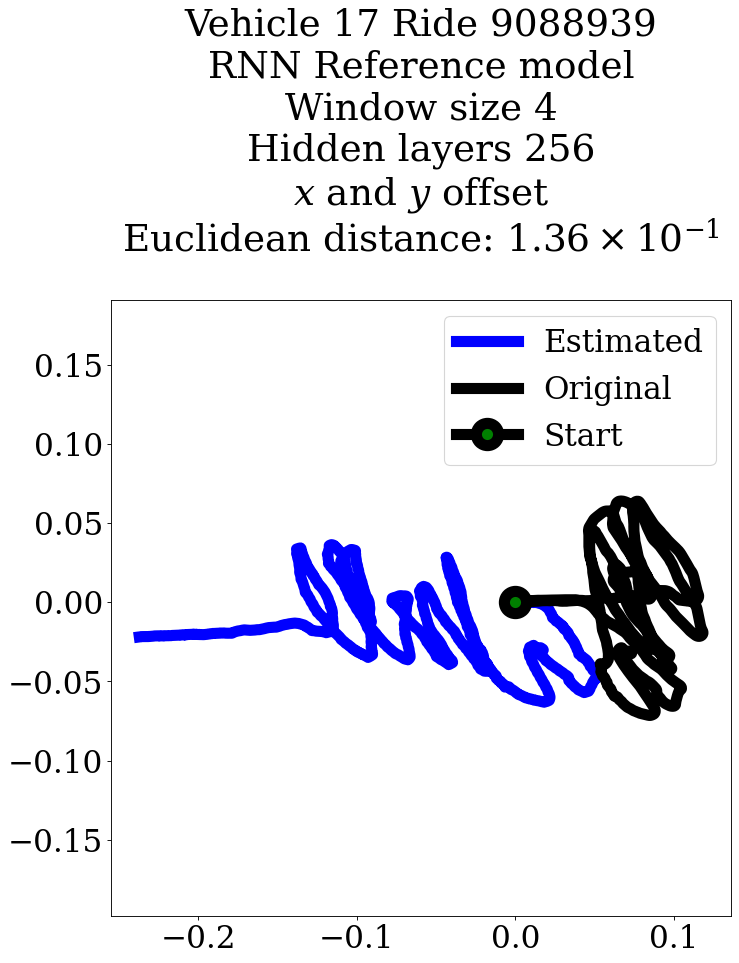 Vehicle 17 Ride 9088939
RNN Reference model
Window size 4
Hidden layers 256
x and y offset
Euclidean distance: 1.36 × 10⁻¹
Estimated
Original
Start
0.15
0.10
0.05
0.00
−0.05
−0.10
−0.15
−0.2 −0.1 0.0 0.1